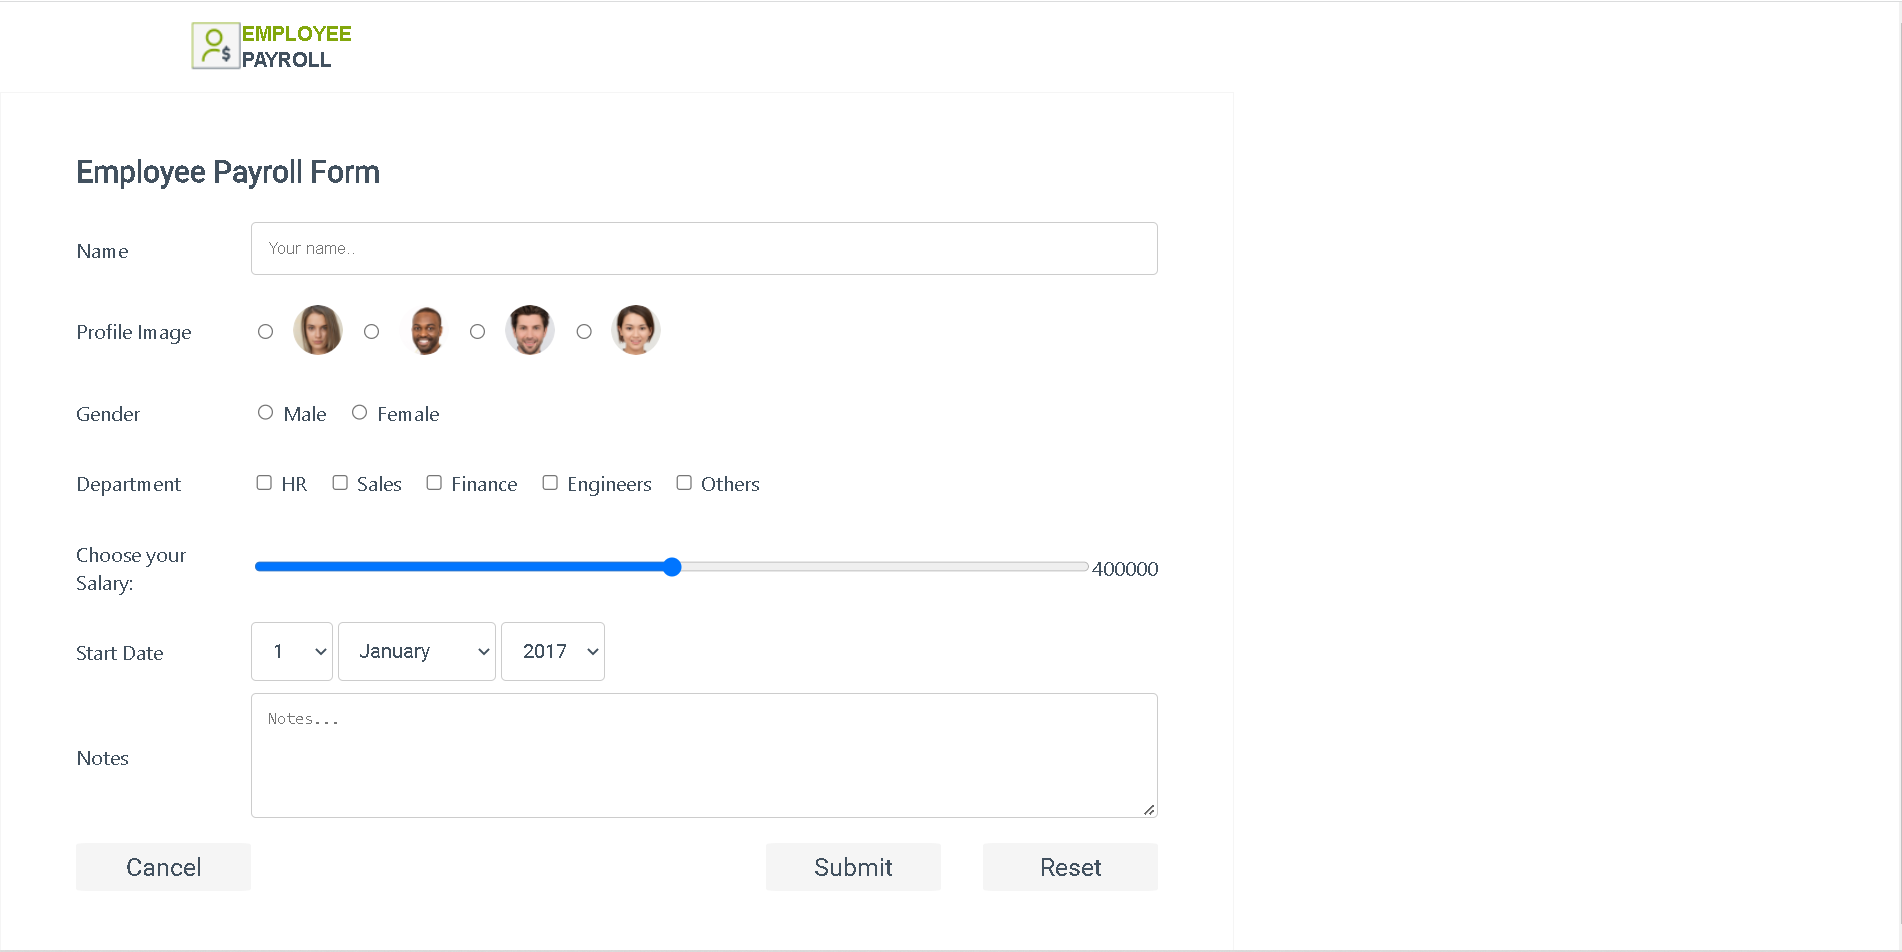 EMPLOYEE
PAYROLL
Employee Payroll Form
Name
Your name..
Profile Image
Gender
Male Female
Department
HR Sales Finance Engineers Others
Choose your
Salary:
400000
Start Date
1 January 2017
Notes
Notes...
Cancel Submit Reset